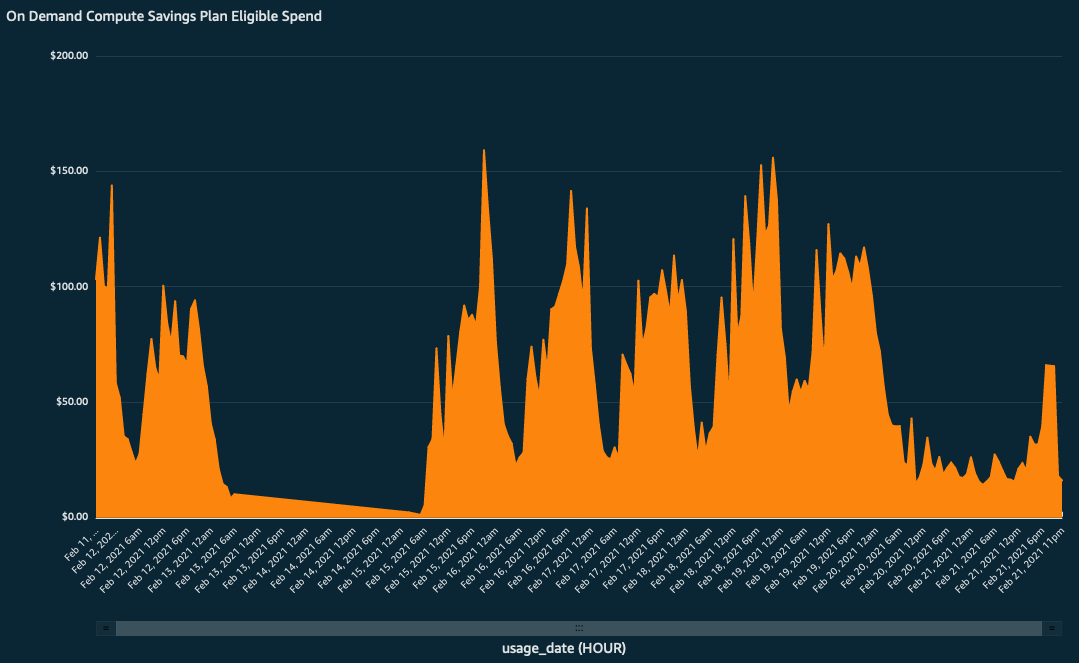 On Demand Compute Savings Plan Eligible Spend
$200.00
$150.00
$100.00
$50.00
$0.00
Feb 11, ...
Feb 12, 202...
Feb 12, 2021 6am
Feb 12, 2021 12pm
Feb 12, 2021 6pm
Feb 13, 2021 12am
Feb 13, 2021 6am
Feb 13, 2021 12pm
Feb 13, 2021 6pm
Feb 14, 2021 12am
Feb 14, 2021 6am
Feb 14, 2021 12pm
Feb 14, 2021 6pm
Feb 15, 2021 12am
Feb 15, 2021 6am
Feb 15, 2021 12pm
Feb 15, 2021 6pm
Feb 16, 2021 12am
Feb 16, 2021 6am
Feb 16, 2021 12pm
Feb 16, 2021 6pm
Feb 17, 2021 12am
Feb 17, 2021 6am
Feb 17, 2021 12pm
Feb 17, 2021 6pm
Feb 18, 2021 12am
Feb 18, 2021 6am
Feb 18, 2021 12pm
Feb 18, 2021 6pm
Feb 19, 2021 12am
Feb 19, 2021 6am
Feb 19, 2021 12pm
Feb 19, 2021 6pm
Feb 20, 2021 12am
Feb 20, 2021 6am
Feb 20, 2021 12pm
Feb 20, 2021 6pm
Feb 21, 2021 12am
Feb 21, 2021 6am
Feb 21, 2021 12pm
Feb 21, 2021 6pm
Feb 21, 2021 11pm
usage_date (HOUR)